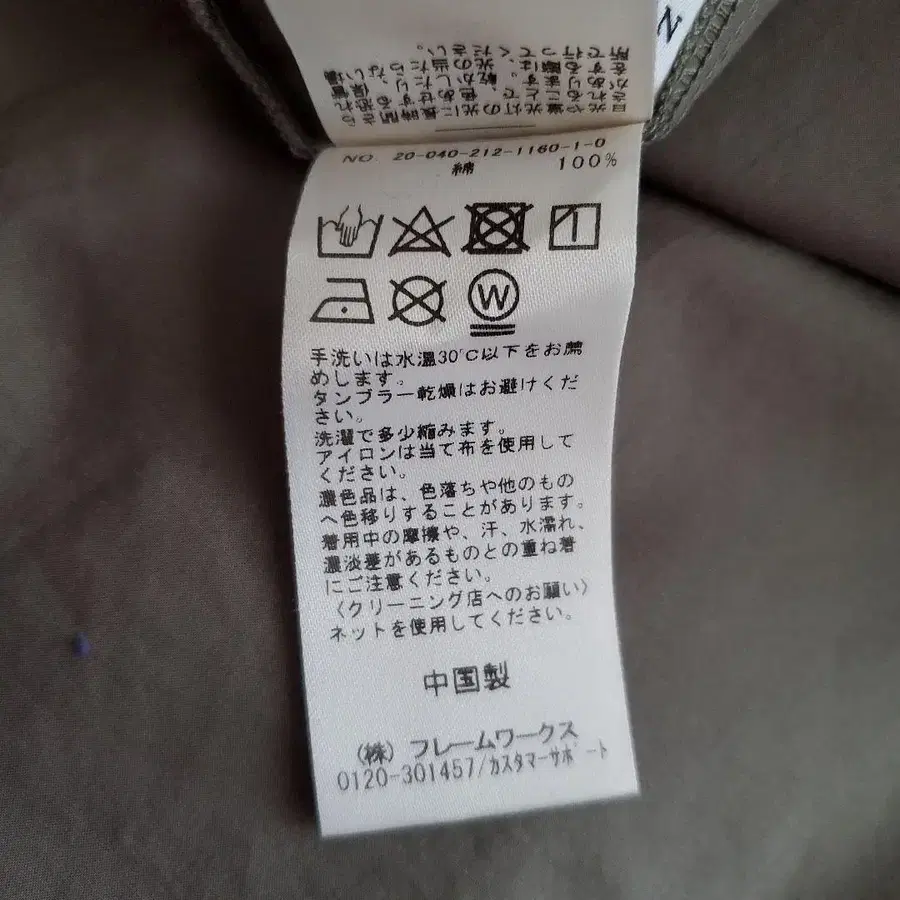 NO. 20-040-212-1160-1-0
綿 100%
W
手洗いは水温30℃以下をお薦
めします。
タンブラー乾燥はお避けくだ
さい。
洗濯で多少縮みます。
アイロンは当て布を使用して
ください。
濃色品は、色落ちや他のもの
へ色移りすることがあります。
着用中の摩擦や、汗、水濡れ、
濃淡差があるものとの重ね着
にご注意ください。
〈クリーニング店へのお願い〉
ネットを使用してください。
中国製
(株) フレームワークス
0120-301457/カスタマーサポート